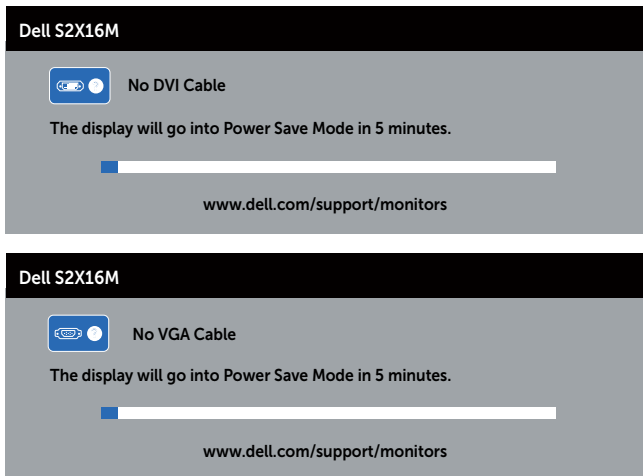 Dell S2X16M
No DVI Cable
The display will go into Power Save Mode in 5 minutes.
www.dell.com/support/monitors
Dell S2X16M
No VGA Cable
The display will go into Power Save Mode in 5 minutes.
www.dell.com/support/monitors